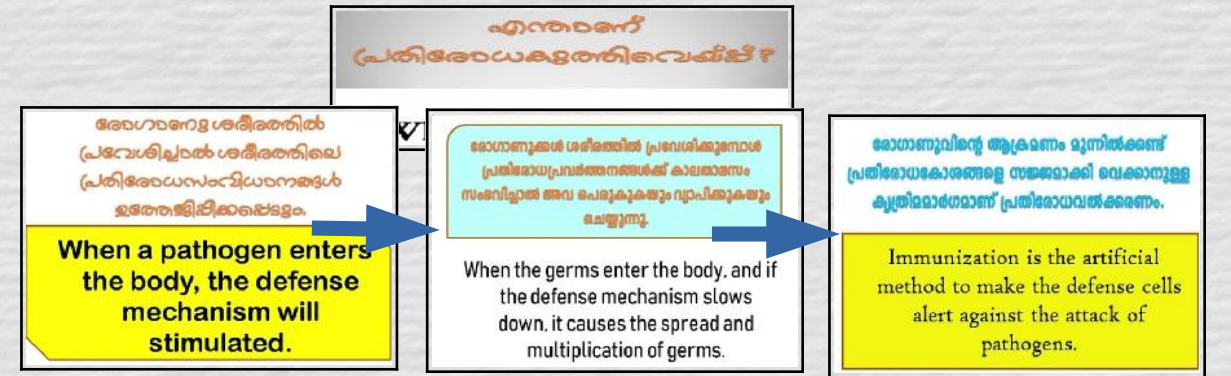 എന്താണ്
പ്രതിരോധകുത്തിവെയ്പ്പ് ?
രോഗാണു ശരീരത്തിൽ
പ്രവേശിച്ചാൽ ശരീരത്തിലെ
പ്രതിരോധസംവിധാനങ്ങൾ
ഉത്തേജിപ്പിക്കപ്പെടും.
When a pathogen enters
the body, the defense
mechanism will
stimulated.
രോഗാണുക്കൾ ശരീരത്തിൽ പ്രവേശിക്കുമ്പോൾ
പ്രതിരോധപ്രവർത്തനങ്ങൾക്ക് കാലതാമസം
സംഭവിച്ചാൽ അവ പെരുകുകയും വ്യാപിക്കുകയും
ചെയ്യുന്നു.
When the germs enter the body, and if
the defense mechanism slows
down, it causes the spread and
multiplication of germs.
രോഗാണുവിന്റെ ആക്രമണം മുന്നിൽക്കണ്ട്
പ്രതിരോധകോശങ്ങളെ സജ്ജമാക്കി വെക്കാനുള്ള
കൃത്രിമമാർഗമാണ് പ്രതിരോധവൽക്കരണം.
Immunization is the artificial
method to make the defense cells
alert against the attack of
pathogens.